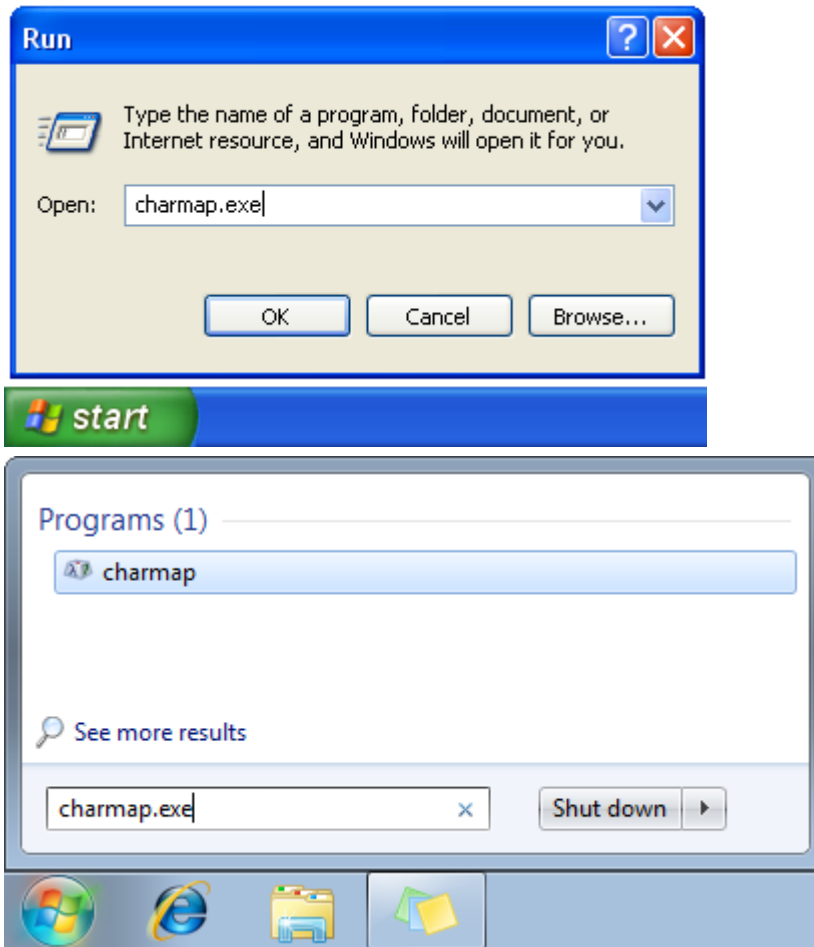 Run
Type the name of a program, folder, document, or
Internet resource, and Windows will open it for you.
Open: charmap.exe
OK Cancel Browse...
start
Programs (1)
charmap
See more results
charmap.exe Shut down